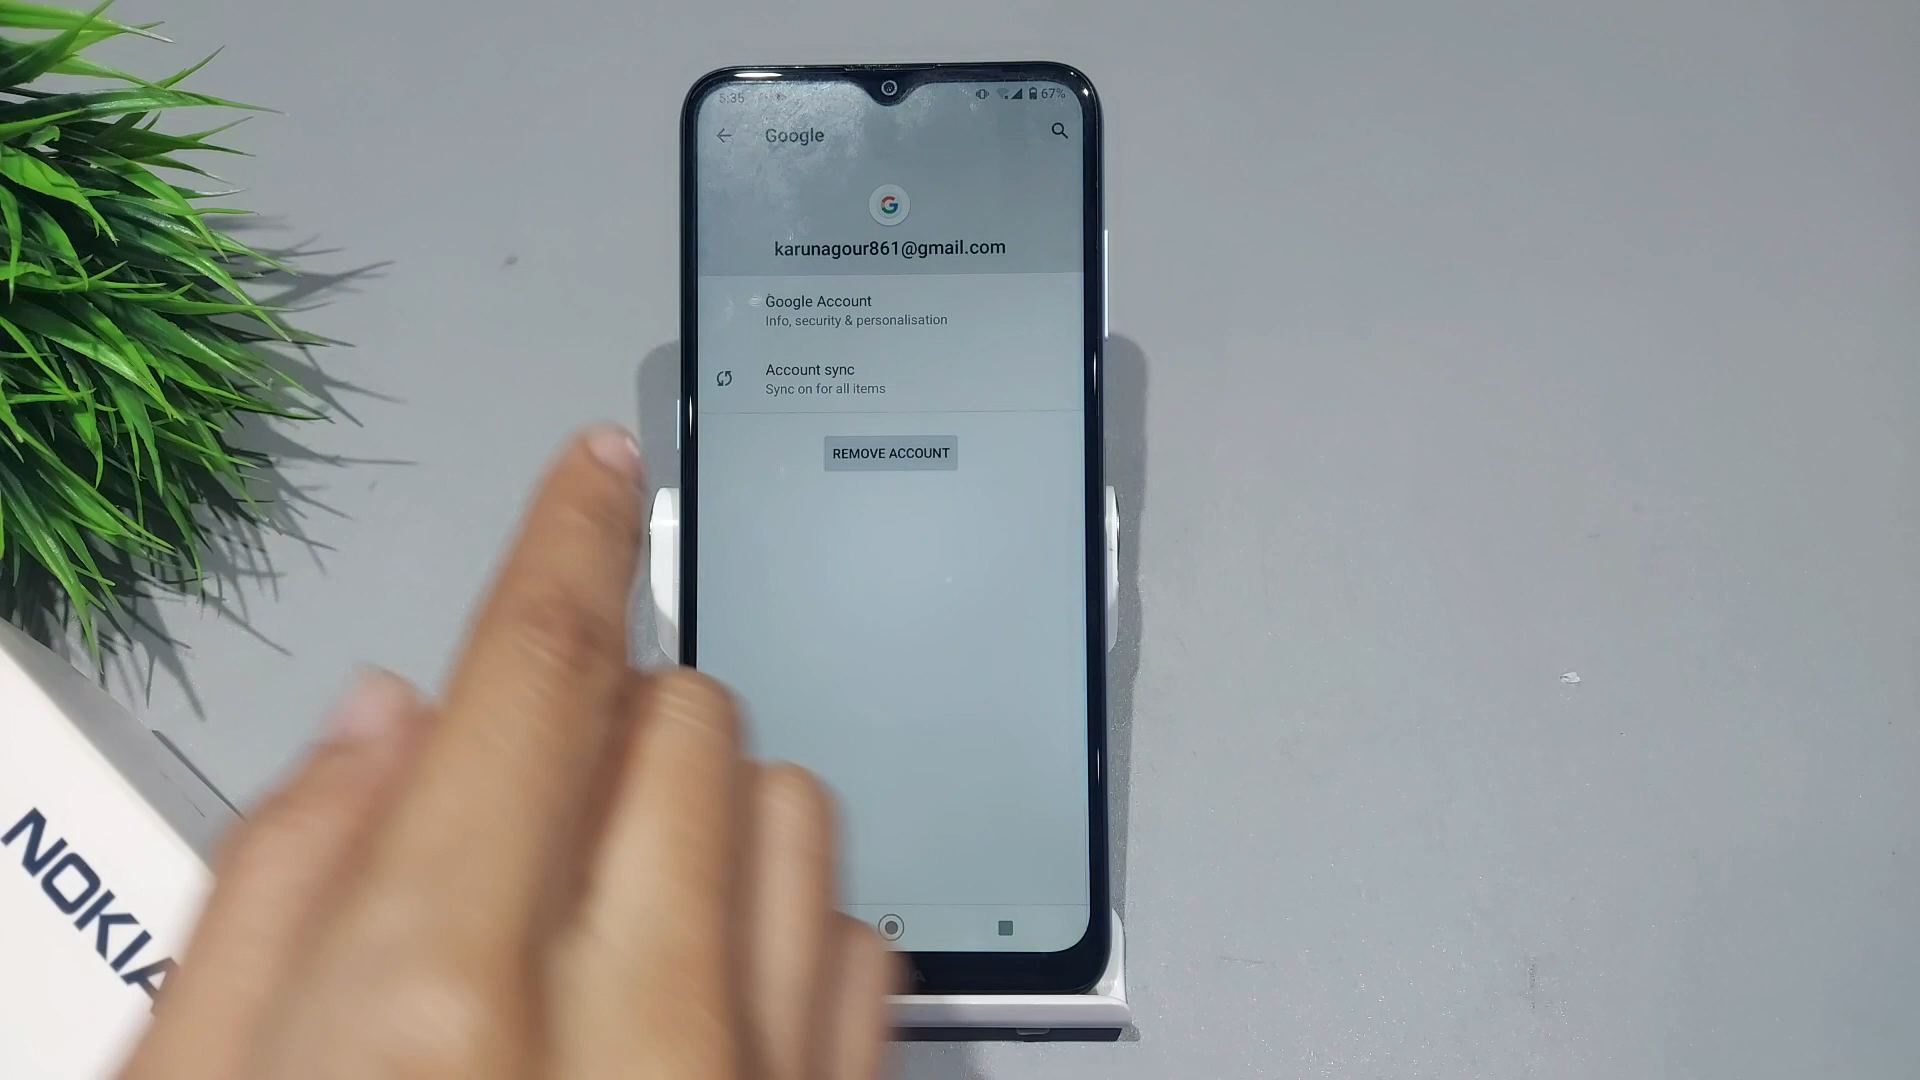 5:35
67%
Google
G
karunagour861@gmail.com
Google Account
Info, security & personalisation
Account sync
Sync on for all items
REMOVE ACCOUNT
NOKIA